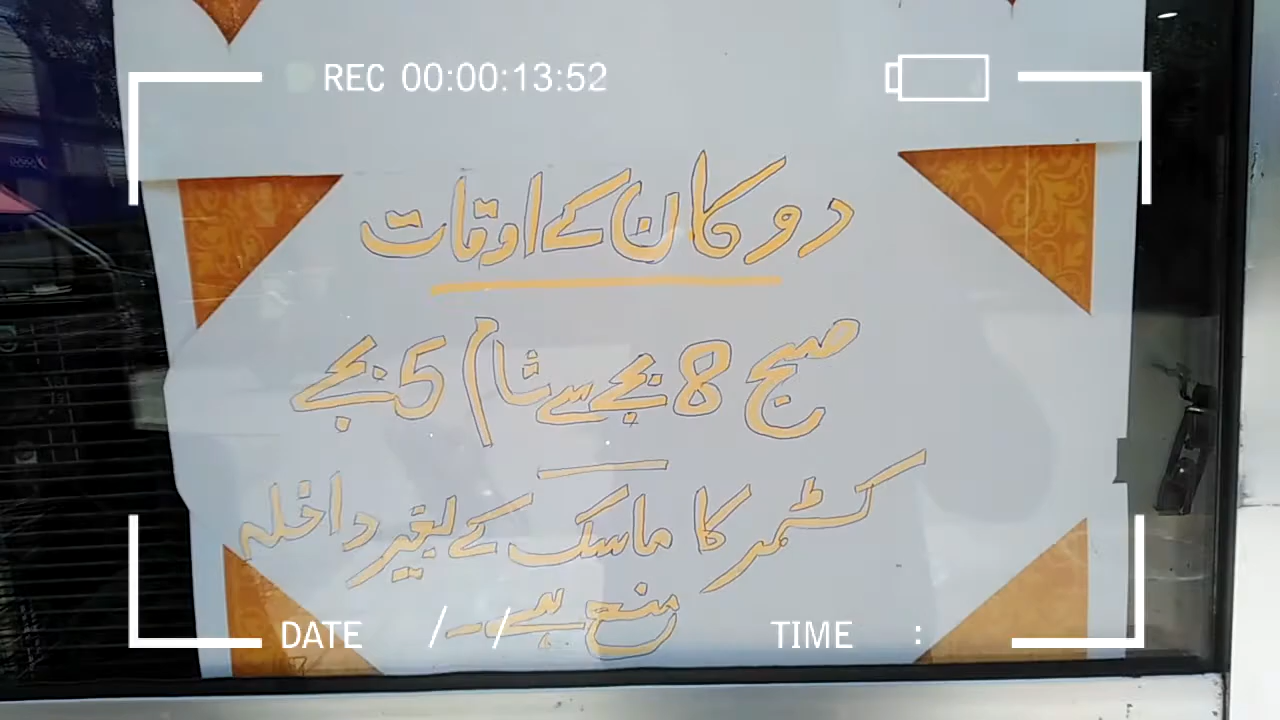 REC 00:00:13:52
دوکان کے اوقات
صبح 8 بجے سے شام 5 بجے
کسٹمر کا ماسک کے بغیر داخلہ
منع ہے۔
DATE / / TIME :